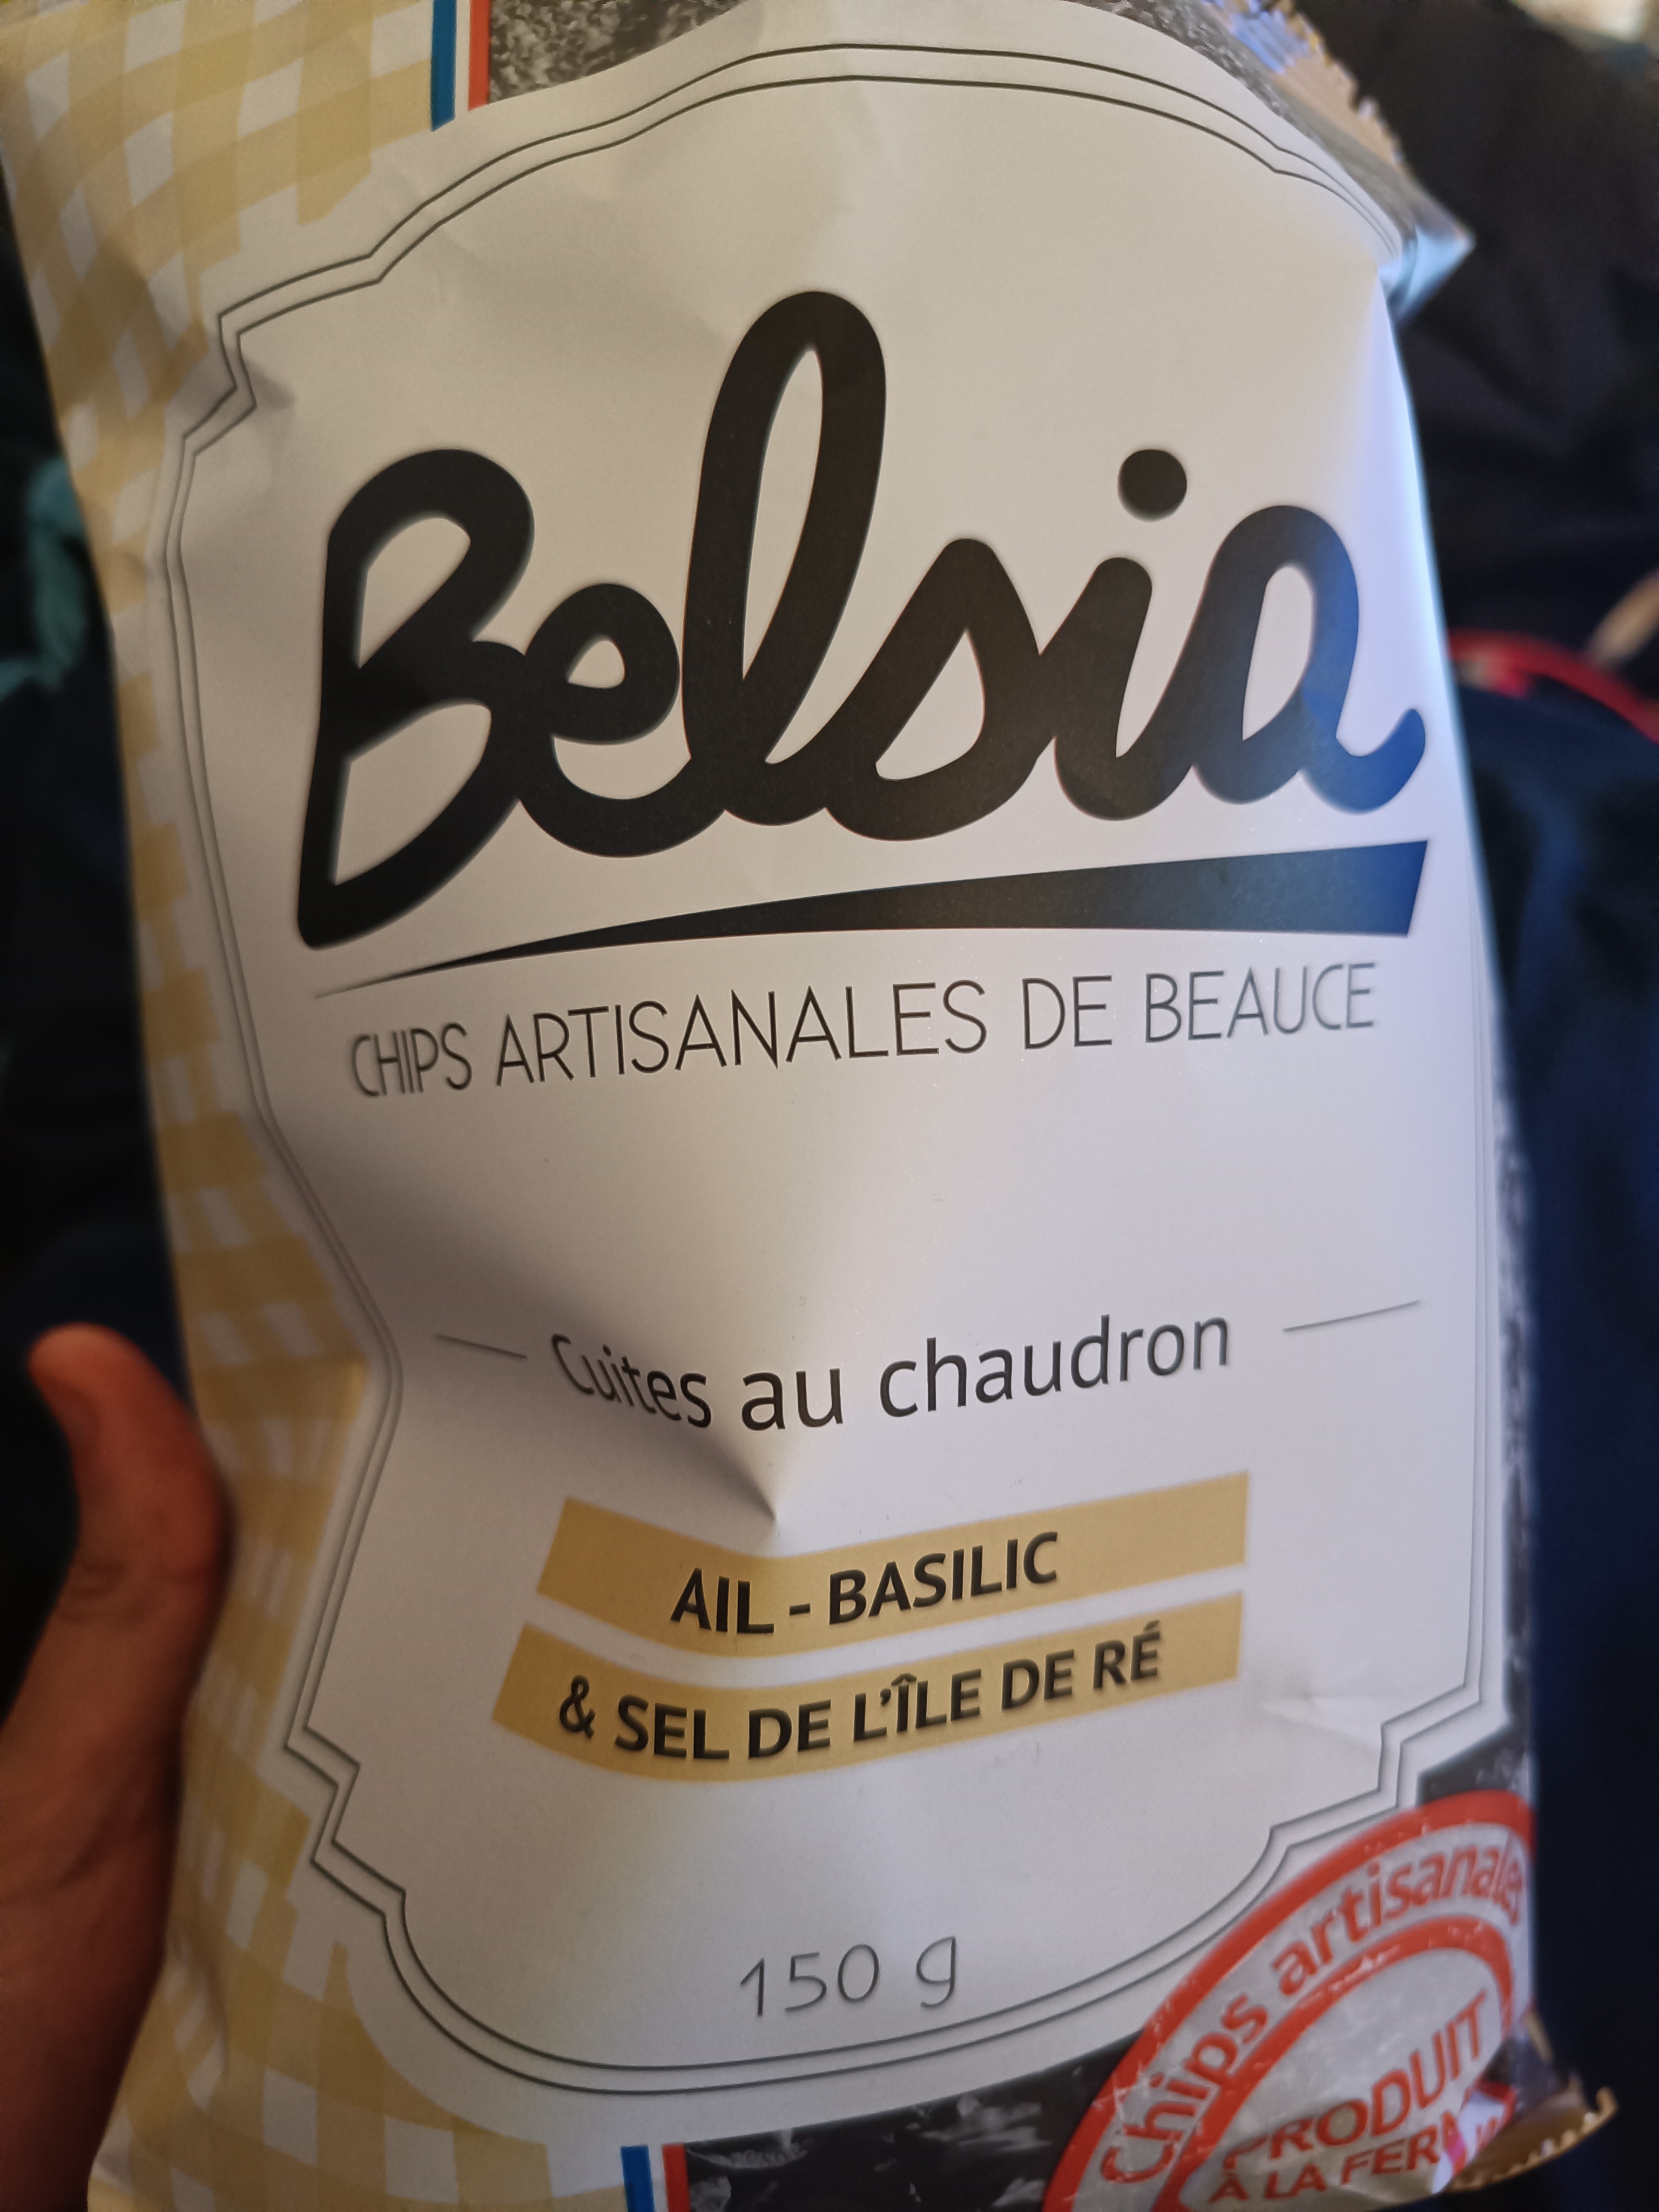 Belsia
CHIPS ARTISANALES DE BEAUCE
Cuites au chaudron
AIL - BASILIC
& SEL DE L'ÎLE DE RÉ
150 g
Chips artisanales
PRODUIT
À LA FERME